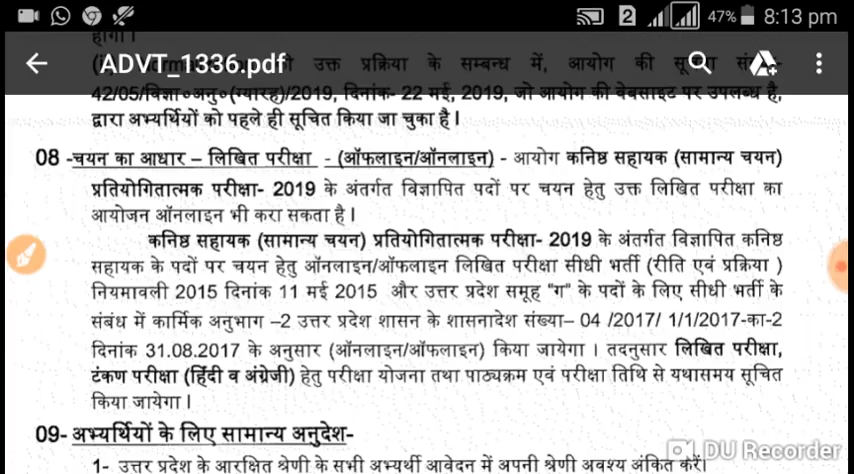 2 47% 8:13 pm
हागा।
ADVT_1336.pdf
उक्त प्रक्रिया के सम्बन्ध में, आयोग की
42/05/विज्ञा०अनु०(ग्यारह)/2019, दिनांक- 22 मई, 2019, जो आयोग की वेबसाइट पर उपलब्ध है,
द्वारा अभ्यर्थियों को पहले ही सूचित किया जा चुका है।
08 -चयन का आधार – लिखित परीक्षा - (ऑफलाइन/ऑनलाइन) - आयोग कनिष्ठ सहायक (सामान्य चयन)
प्रतियोगितात्मक परीक्षा- 2019 के अंतर्गत विज्ञापित पदों पर चयन हेतु उक्त लिखित परीक्षा का
आयोजन ऑनलाइन भी करा सकता है।
कनिष्ठ सहायक (सामान्य चयन) प्रतियोगितात्मक परीक्षा- 2019 के अंतर्गत विज्ञापित कनिष्ठ
सहायक के पदों पर चयन हेतु ऑनलाइन/ऑफलाइन लिखित परीक्षा सीधी भर्ती (रीति एवं प्रक्रिया )
नियमावली 2015 दिनांक 11 मई 2015 और उत्तर प्रदेश समूह "ग" के पदों के लिए सीधी भर्ती के
संबंध में कार्मिक अनुभाग –2 उत्तर प्रदेश शासन के शासनादेश संख्या– 04 /2017/ 1/1/2017-का-2
दिनांक 31.08.2017 के अनुसार (ऑनलाइन/ऑफलाइन) किया जायेगा । तदनुसार लिखित परीक्षा,
टंकण परीक्षा (हिंदी व अंग्रेजी) हेतु परीक्षा योजना तथा पाठ्यक्रम एवं परीक्षा तिथि से यथासमय सूचित
किया जायेगा ।
09- अभ्यर्थियों के लिए सामान्य अनुदेश-
1- उत्तर प्रदेश के आरक्षित श्रेणी के सभी अभ्यर्थी आवेदन में अपनी श्रेणी अवश्य अंकित करें।
DU Recorder